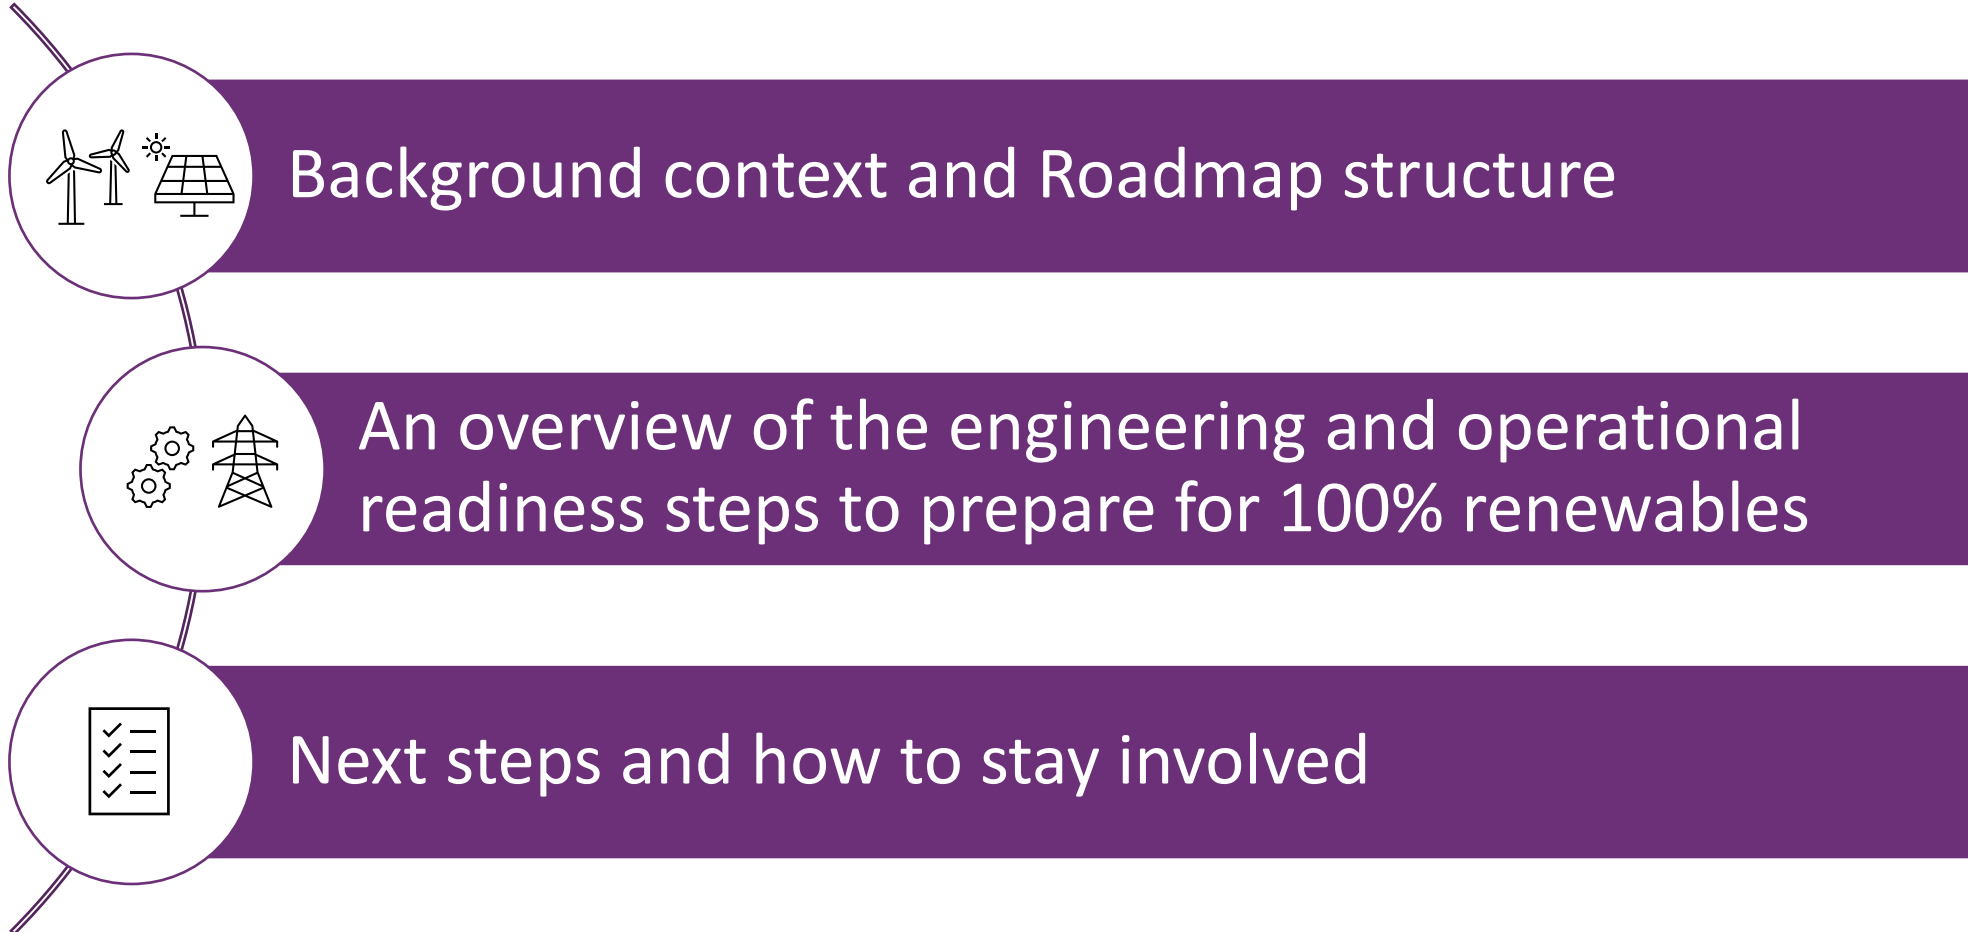 Background context and Roadmap structure
An overview of the engineering and operational
readiness steps to prepare for 100% renewables
Next steps and how to stay involved